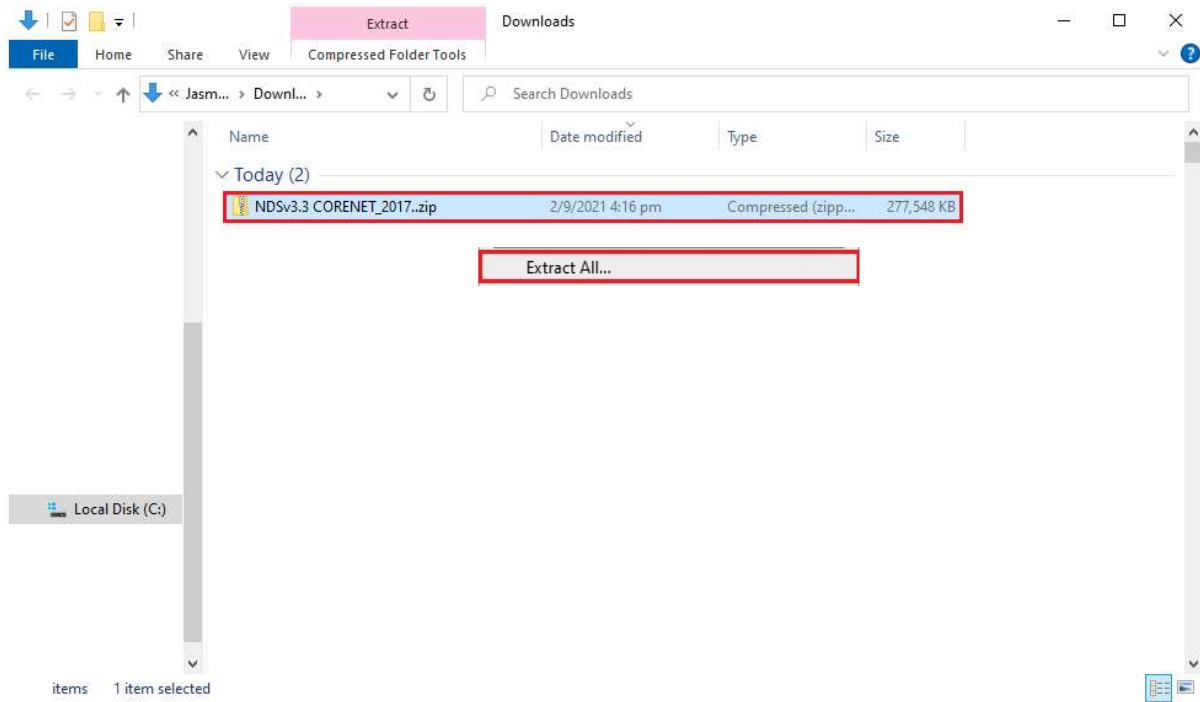 Extract
Downloads
File
Home
Share
View
Compressed Folder Tools
?
« Jasm... > Downl... >
Search Downloads
Name
Date modified
Type
Size
Today (2)
NDSv3.3 CORENET_2017..zip
2/9/2021 4:16 pm
Compressed (zipp...
277,548 KB
Extract All...
Local Disk (C:)
items
1 item selected